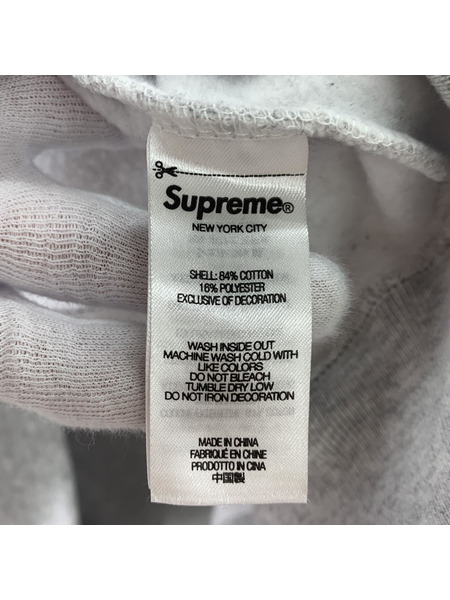 Supreme®
NEW YORK CITY
SHELL: 84% COTTON
16% POLYESTER
EXCLUSIVE OF DECORATION
WASH INSIDE OUT
MACHINE WASH COLD WITH
LIKE COLORS
DO NOT BLEACH
TUMBLE DRY LOW
DO NOT IRON DECORATION
MADE IN CHINA
FABRIQUÉ EN CHINE
PRODOTTO IN CINA
中国製